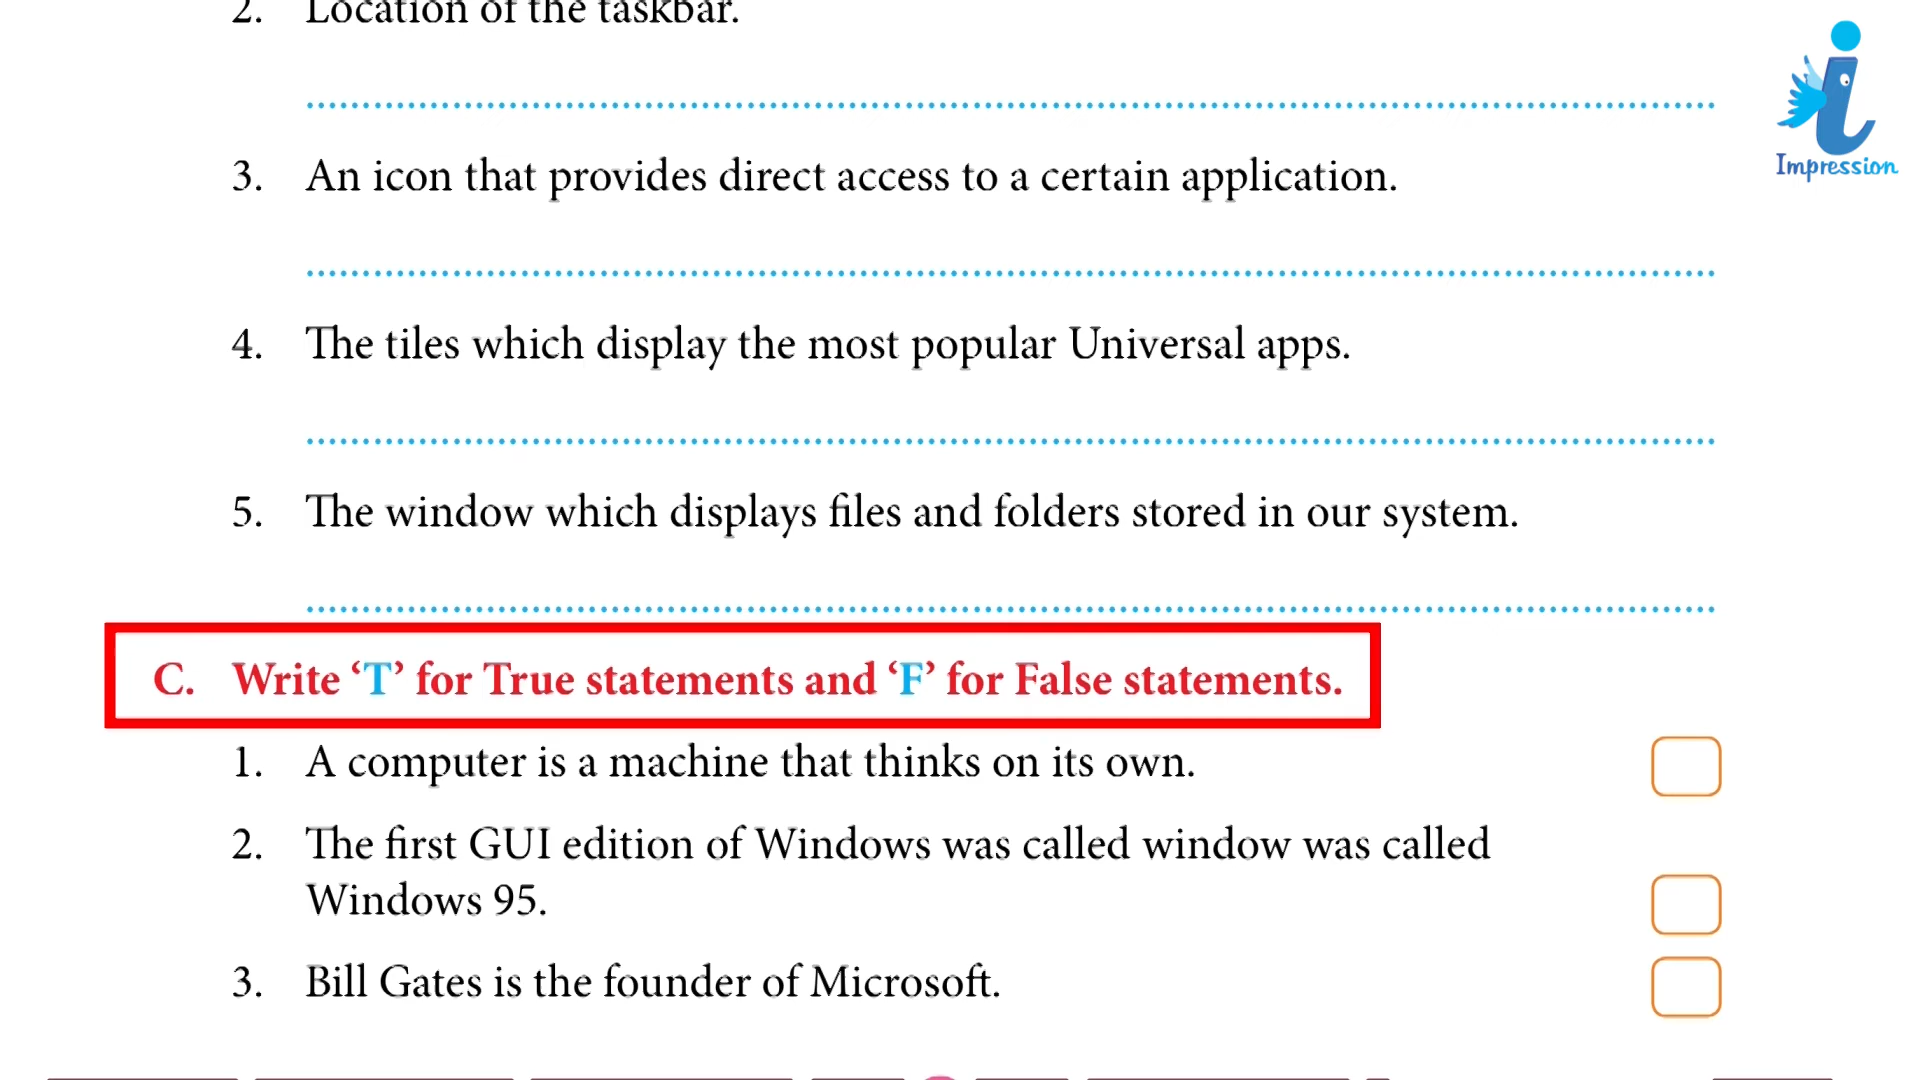 2. Location of the taskbar.
Impression
3. An icon that provides direct access to a certain application.
4. The tiles which display the most popular Universal apps.
5. The window which displays files and folders stored in our system.
C. Write ‘T’ for True statements and ‘F’ for False statements.
1. A computer is a machine that thinks on its own.
2. The first GUI edition of Windows was called window was called
Windows 95.
3. Bill Gates is the founder of Microsoft.